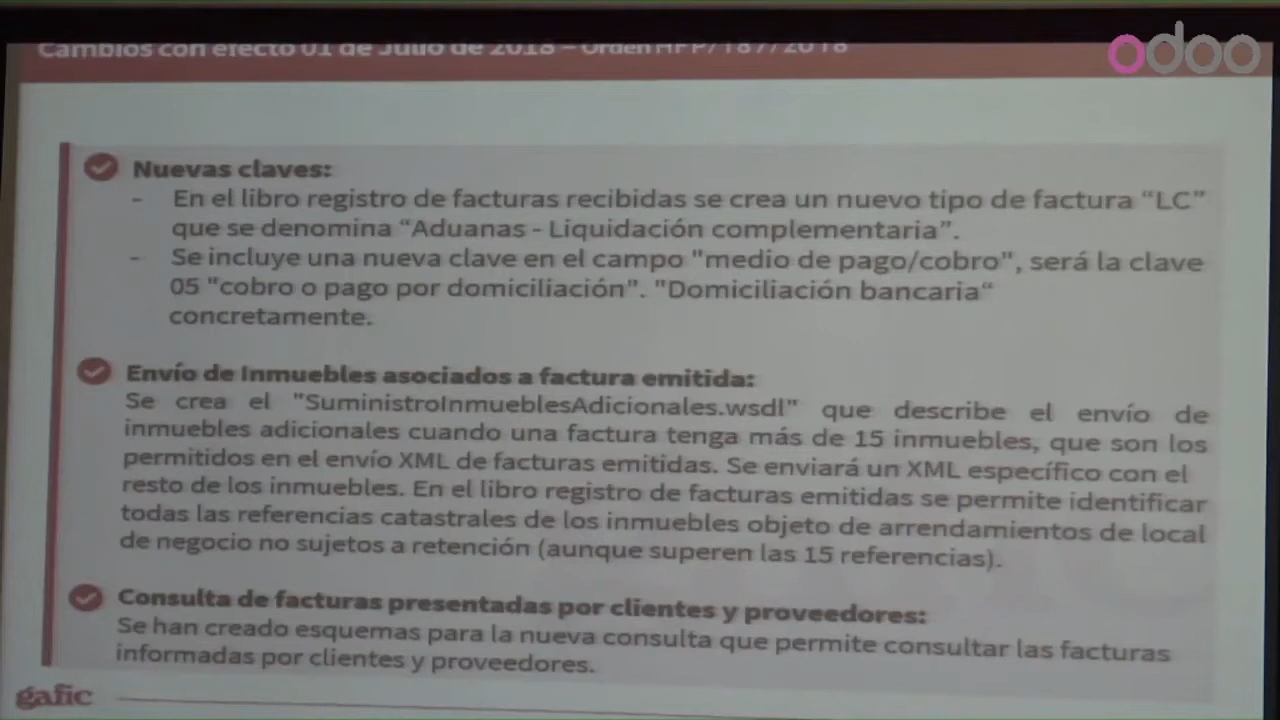 Cambios con efecto 01 de Julio de 2018 – Orden HFP/187/2018
odoo
Nuevas claves:
- En el libro registro de facturas recibidas se crea un nuevo tipo de factura “LC”
que se denomina “Aduanas - Liquidación complementaria”.
- Se incluye una nueva clave en el campo "medio de pago/cobro", será la clave
05 "cobro o pago por domiciliación". "Domiciliación bancaria“
concretamente.
Envío de Inmuebles asociados a factura emitida:
Se crea el "SuministroInmueblesAdicionales.wsdl" que describe el envío de
inmuebles adicionales cuando una factura tenga más de 15 inmuebles, que son los
permitidos en el envío XML de facturas emitidas. Se enviará un XML específico con el
resto de los inmuebles. En el libro registro de facturas emitidas se permite identificar
todas las referencias catastrales de los inmuebles objeto de arrendamientos de local
de negocio no sujetos a retención (aunque superen las 15 referencias).
Consulta de facturas presentadas por clientes y proveedores:
Se han creado esquemas para la nueva consulta que permite consultar las facturas
informadas por clientes y proveedores.
gafic